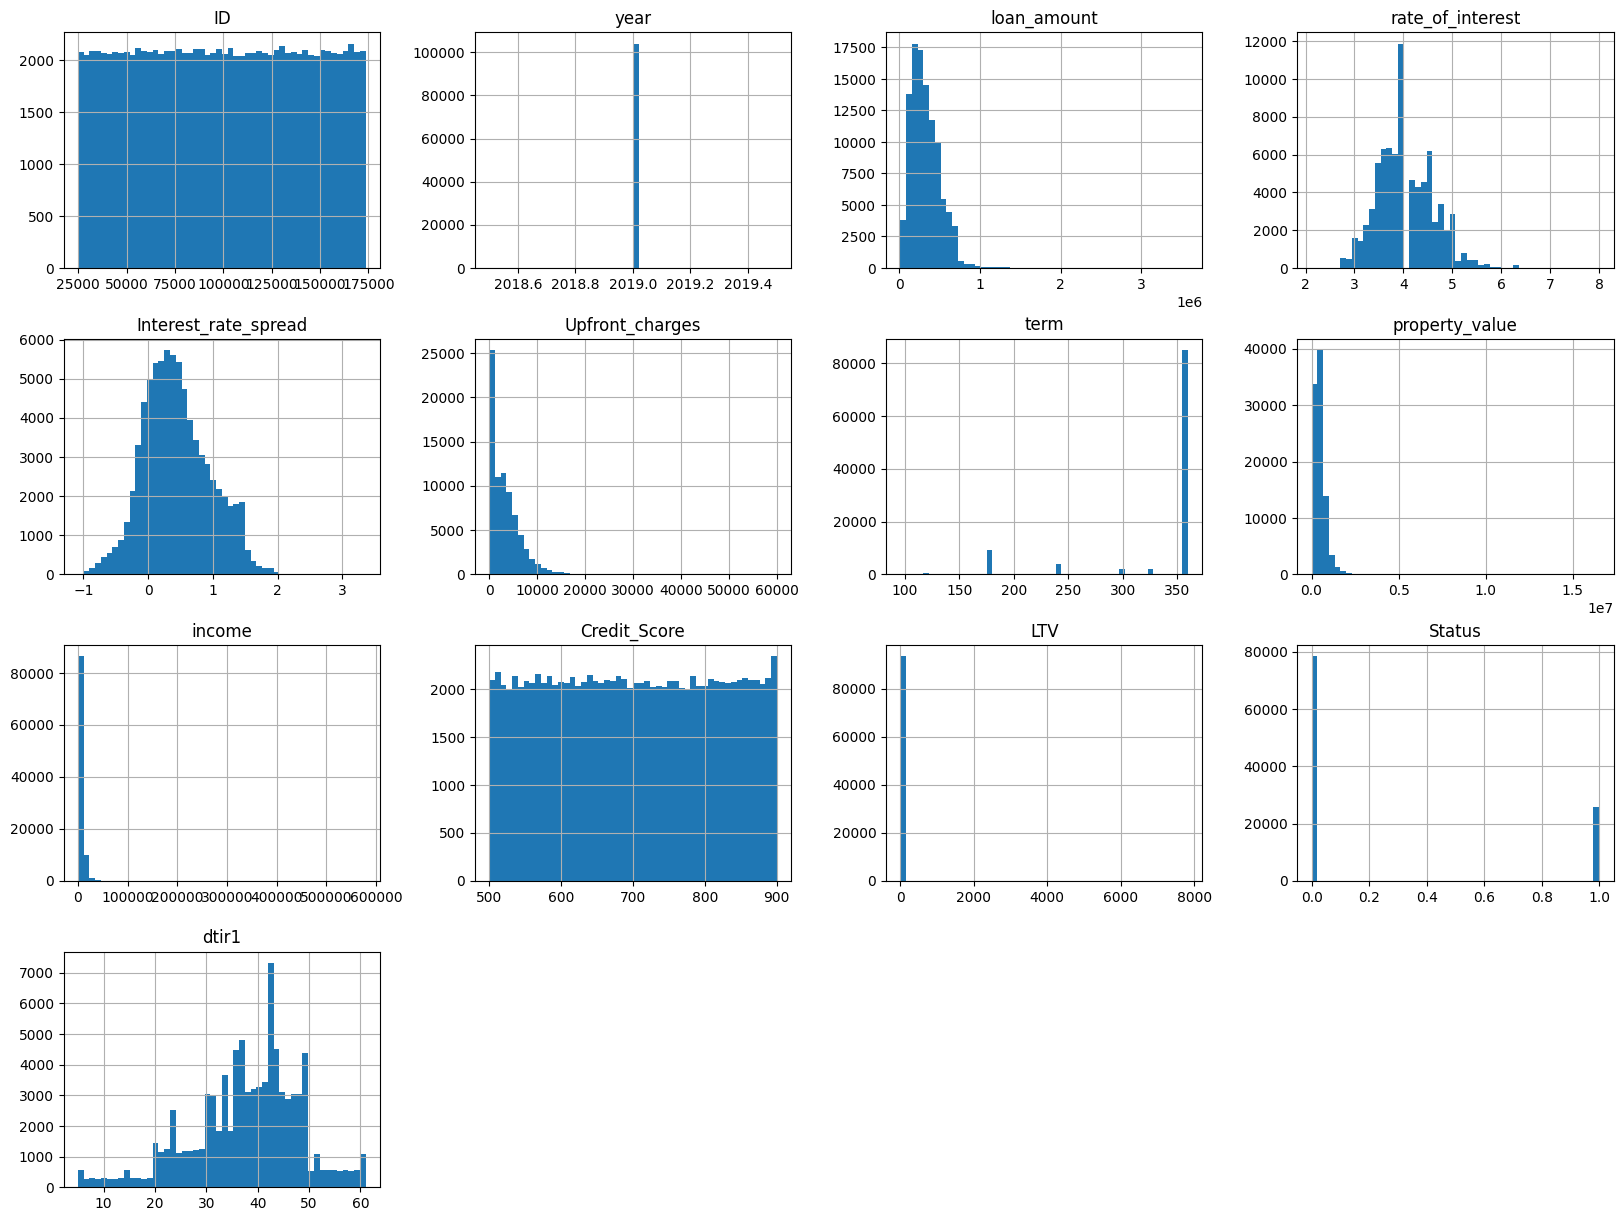 ID
2000
1500
1000
500
0
25000 50000 75000 100000 125000 150000 175000
year
100000
80000
60000
40000
20000
0
2018.6 2018.8 2019.0 2019.2 2019.4
loan_amount
17500
15000
12500
10000
7500
5000
2500
0
0 1 2 3
1e6
rate_of_interest
12000
10000
8000
6000
4000
2000
0
2 3 4 5 6 7 8
Interest_rate_spread
6000
5000
4000
3000
2000
1000
0
−1 0 1 2 3
Upfront_charges
25000
20000
15000
10000
5000
0
0 10000 20000 30000 40000 50000 60000
term
80000
60000
40000
20000
0
100 150 200 250 300 350
property_value
40000
30000
20000
10000
0
0.0 0.5 1.0 1.5
1e7
income
80000
60000
40000
20000
0
0 100000 200000 300000 400000 500000 600000
Credit_Score
2000
1500
1000
500
0
500 600 700 800 900
LTV
80000
60000
40000
20000
0
0 2000 4000 6000 8000
Status
80000
60000
40000
20000
0
0.0 0.2 0.4 0.6 0.8 1.0
dtir1
7000
6000
5000
4000
3000
2000
1000
0
10 20 30 40 50 60